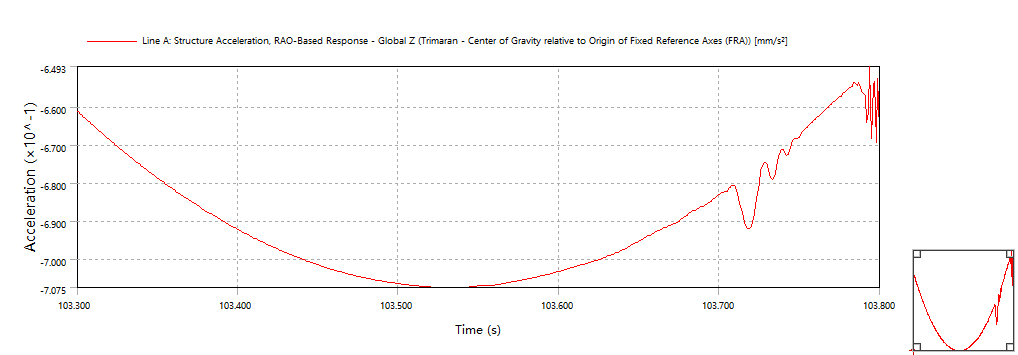 Line A: Structure Acceleration, RAO-Based Response - Global Z (Trimaran - Center of Gravity relative to Origin of Fixed Reference Axes (FRA)) [mm/s²]
Acceleration (×10^-1)
-6.493
-6.600
-6.700
-6.800
-6.900
-7.000
-7.075
103.300 103.400 103.500 103.600 103.700 103.800
Time (s)